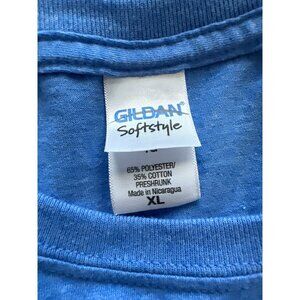 GILDAN
Softstyle
65% POLYESTER/
35% COTTON
PRESHRUNK
Made in Nicaragua
XL